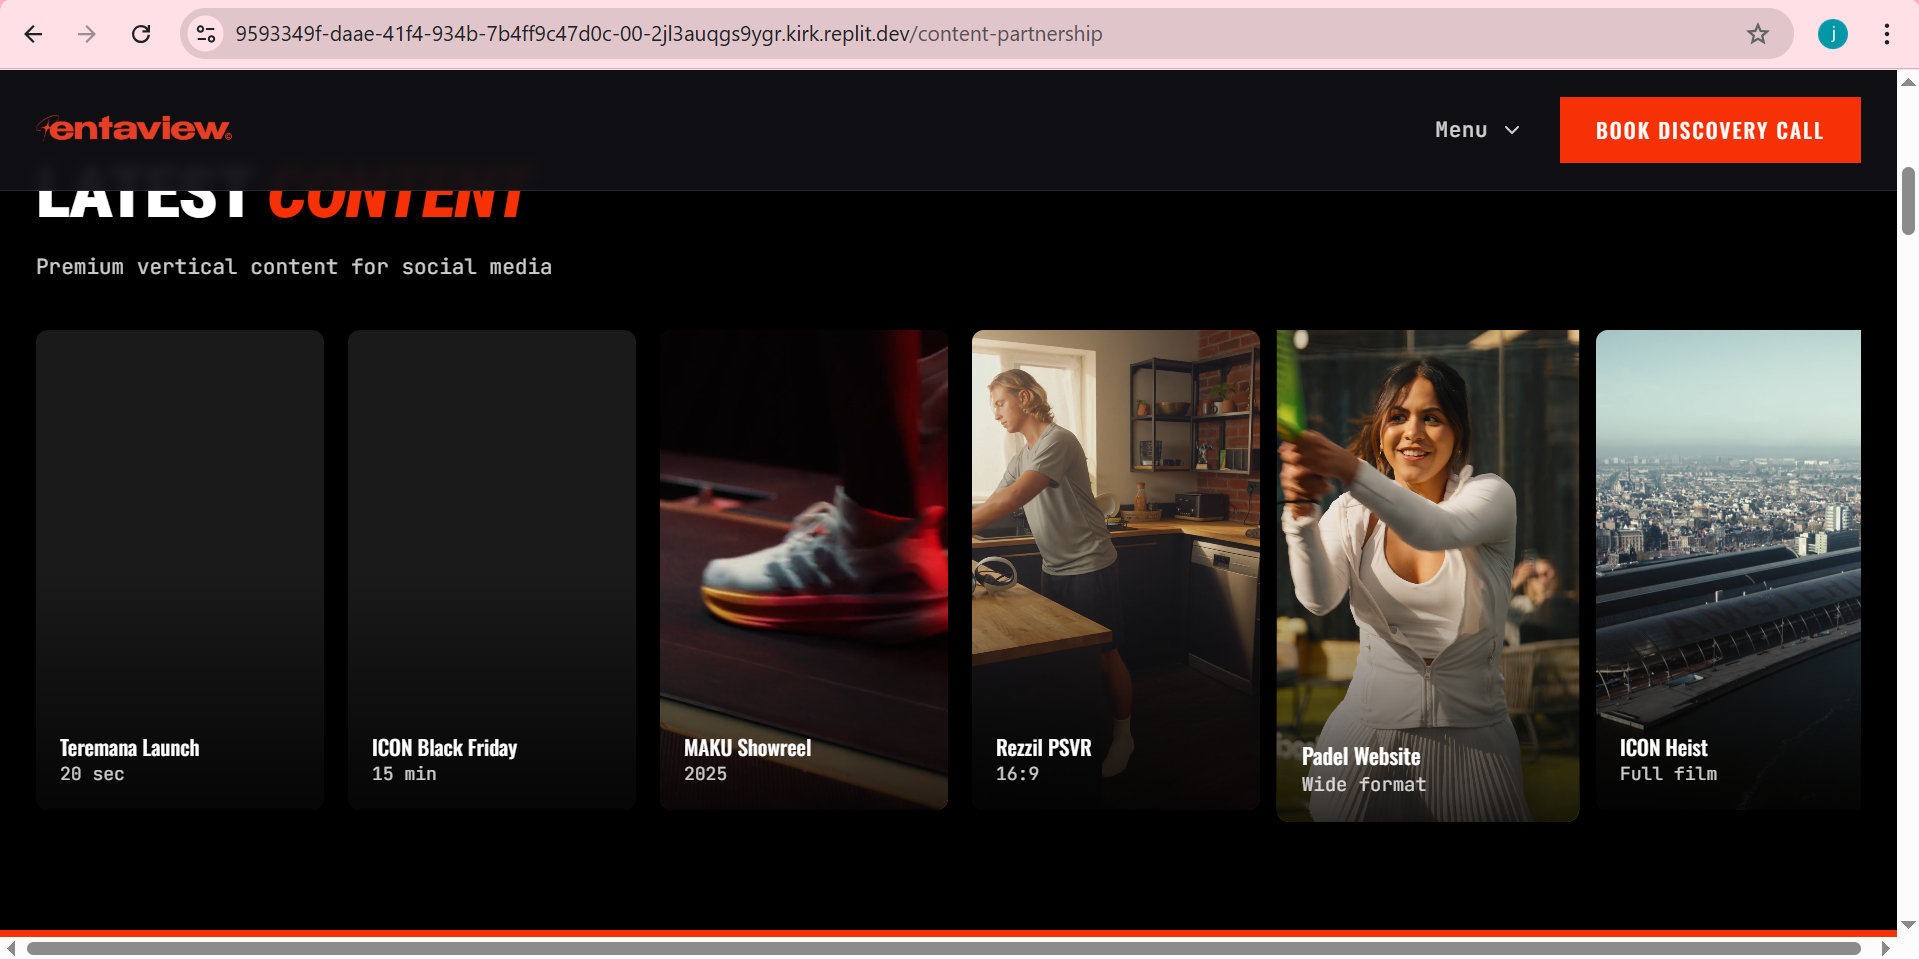 9593349f-daae-41f4-934b-7b4ff9c47d0c-00-2jl3auqgs9ygr.kirk.replit.dev/content-partnership
j
entaview.
Menu
BOOK DISCOVERY CALL
LATEST CONTENT
Premium vertical content for social media
Teremana Launch
20 sec
ICON Black Friday
15 min
MAKU Showreel
2025
Rezzil PSVR
16:9
Padel Website
Wide format
ICON Heist
Full film